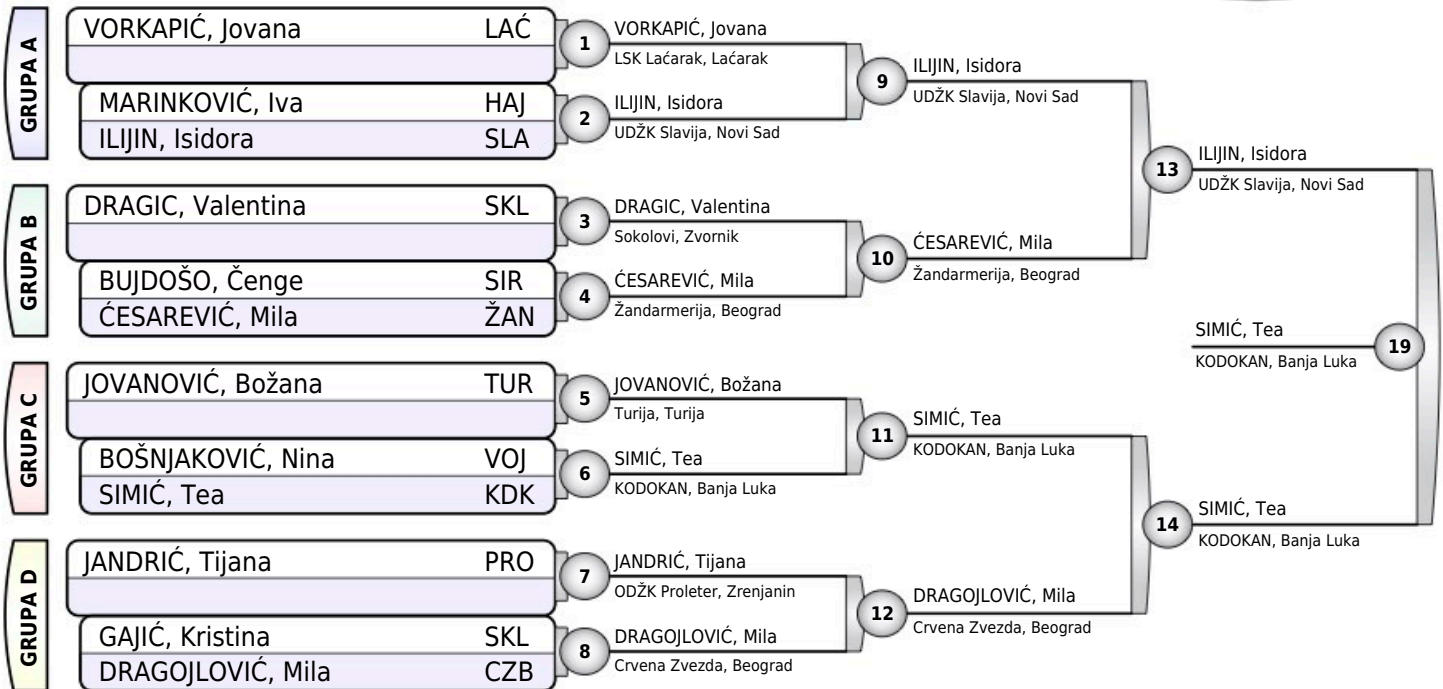 GRUPA A
VORKAPIĆ, Jovana LAĆ
MARINKOVIĆ, Iva HAJ
ILIJIN, Isidora SLA
GRUPA B
DRAGIC, Valentina SKL
BUJDOŠO, Čenge SIR
ĆESAREVIĆ, Mila ŽAN
GRUPA C
JOVANOVIĆ, Božana TUR
BOŠNJAKOVIĆ, Nina VOJ
SIMIĆ, Tea KDK
GRUPA D
JANDRIĆ, Tijana PRO
GAJIĆ, Kristina SKL
DRAGOJLOVIĆ, Mila CZB
1
VORKAPIĆ, Jovana
LSK Laćarak, Laćarak
2
ILIJIN, Isidora
UDŽK Slavija, Novi Sad
3
DRAGIC, Valentina
Sokolovi, Zvornik
4
ĆESAREVIĆ, Mila
Žandarmerija, Beograd
5
JOVANOVIĆ, Božana
Turija, Turija
6
SIMIĆ, Tea
KODOKAN, Banja Luka
7
JANDRIĆ, Tijana
ODŽK Proleter, Zrenjanin
8
DRAGOJLOVIĆ, Mila
Crvena Zvezda, Beograd
9
ILIJIN, Isidora
UDŽK Slavija, Novi Sad
10
ĆESAREVIĆ, Mila
Žandarmerija, Beograd
11
SIMIĆ, Tea
KODOKAN, Banja Luka
12
DRAGOJLOVIĆ, Mila
Crvena Zvezda, Beograd
13
ILIJIN, Isidora
UDŽK Slavija, Novi Sad
14
SIMIĆ, Tea
KODOKAN, Banja Luka
SIMIĆ, Tea
KODOKAN, Banja Luka
19